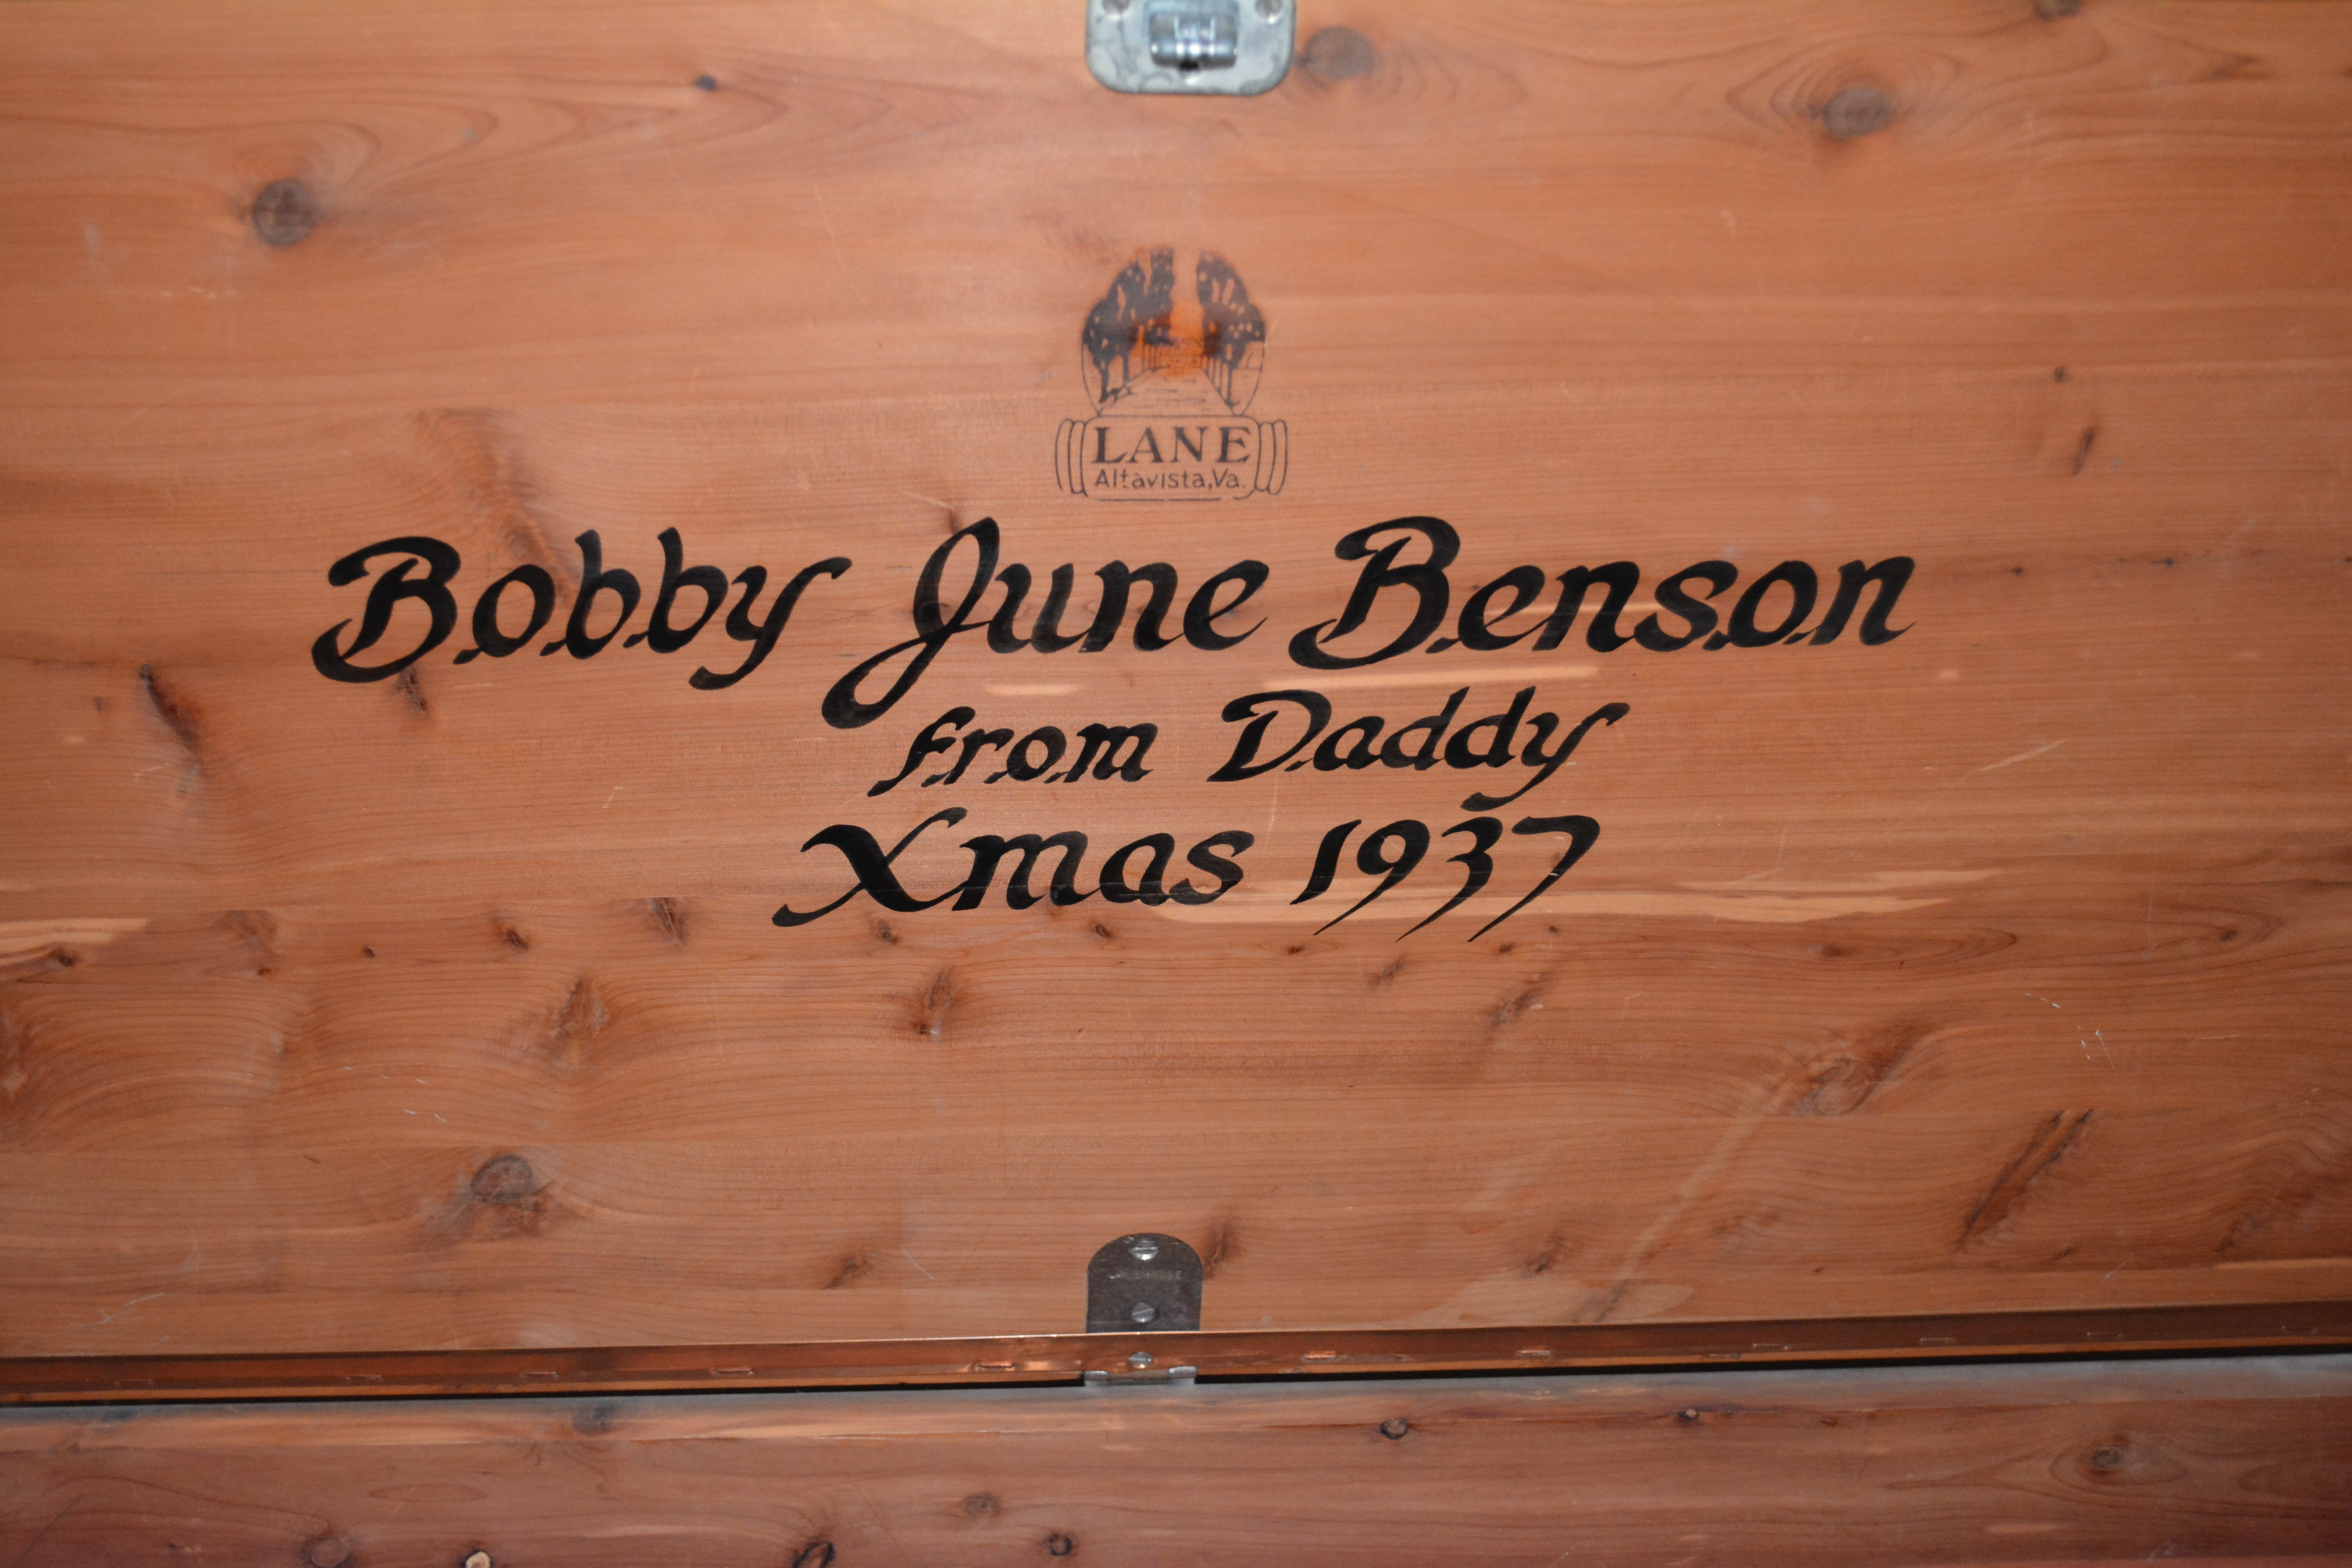 LANE
Altavista, Va.
Bobby June Benson
from Daddy
Xmas 1937